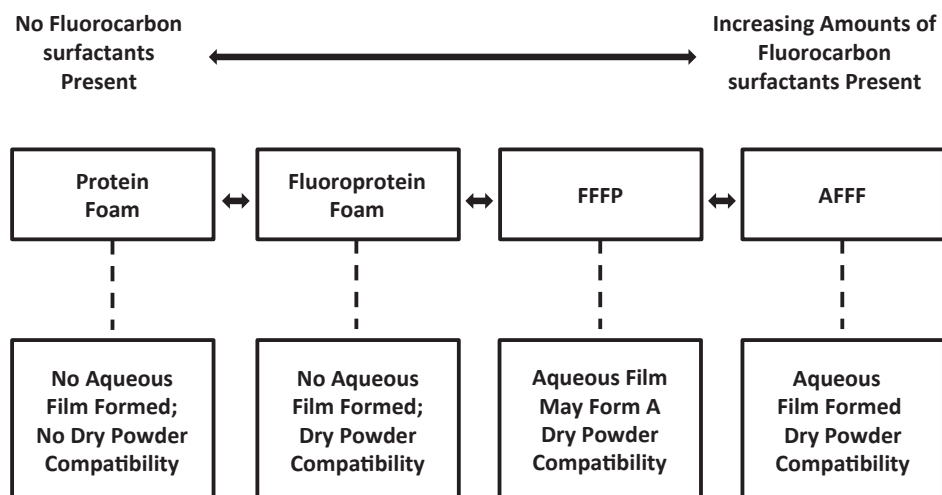 No Fluorocarbon
surfactants
Present
Increasing Amounts of
Fluorocarbon
surfactants Present
Protein
Foam
Fluoroprotein
Foam
FFFP
AFFF
No Aqueous
Film Formed;
No Dry Powder
Compatibility
No Aqueous
Film Formed;
Dry Powder
Compatibility
Aqueous Film
May Form A
Dry Powder
Compatibility
Aqueous
Film Formed
Dry Powder
Compatibility